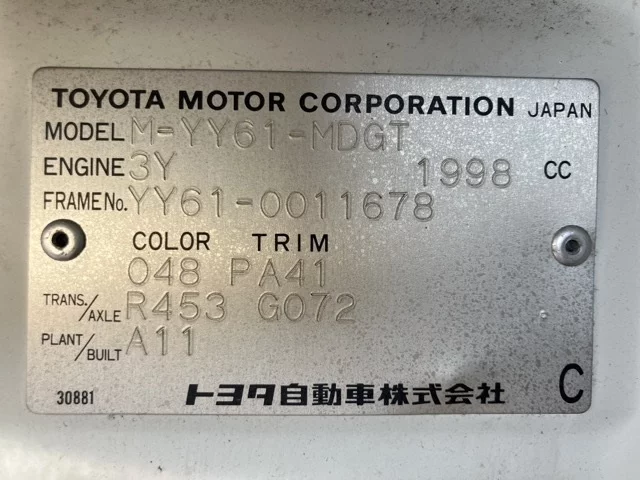 TOYOTA MOTOR CORPORATION JAPAN
MODEL M-YY61-MDGT
ENGINE 3Y 1998 CC
FRAME No. YY61-0011678
COLOR TRIM
048 PA41
TRANS./AXLE R453 G072
PLANT/BUILT A11
30881 トヨタ自動車株式会社 C